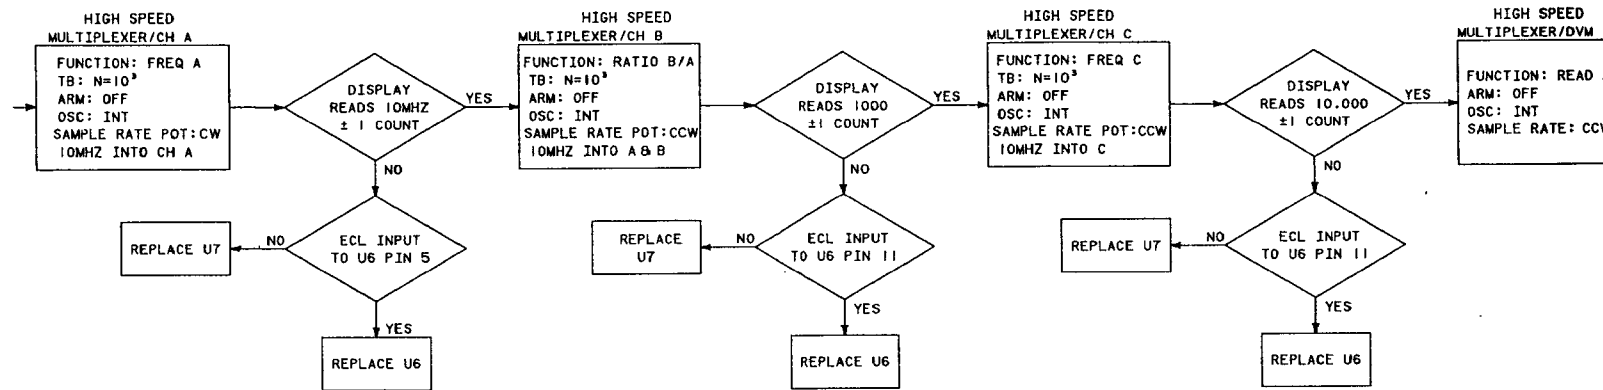 HIGH SPEED
MULTIPLEXER/CH A
FUNCTION: FREQ A
TB: N=10³
ARM: OFF
OSC: INT
SAMPLE RATE POT:CW
10MHZ INTO CH A
DISPLAY
READS 10MHZ
± 1 COUNT
YES
NO
ECL INPUT
TO U6 PIN 5
NO
REPLACE U7
YES
REPLACE U6
HIGH SPEED
MULTIPLEXER/CH B
FUNCTION: RATIO B/A
TB: N=10³
ARM: OFF
OSC: INT
SAMPLE RATE POT:CCW
10MHZ INTO A & B
DISPLAY
READS 1000
±1 COUNT
YES
NO
ECL INPUT
TO U6 PIN 11
NO
REPLACE
U7
YES
REPLACE U6
HIGH SPEED
MULTIPLEXER/CH C
FUNCTION: FREQ C
TB: N=10³
ARM: OFF
OSC: INT
SAMPLE RATE POT:CCW
10MHZ INTO C
DISPLAY
READS 10.000
±1 COUNT
YES
NO
ECL INPUT
TO U6 PIN 11
NO
REPLACE U7
YES
REPLACE U6
HIGH SPEED
MULTIPLEXER/DVM
FUNCTION: READ
ARM: OFF
OSC: INT
SAMPLE RATE: CCW